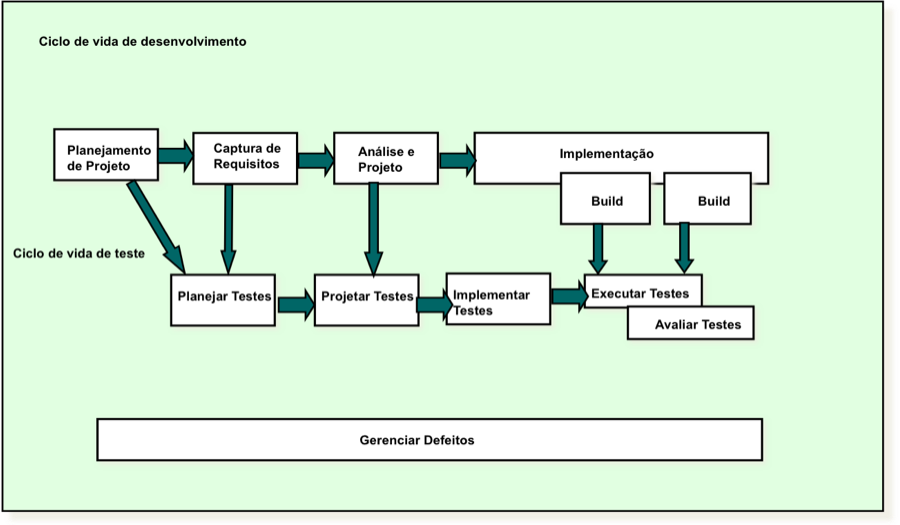 Ciclo de vida de desenvolvimento
Planejamento
de Projeto
Captura de
Requisitos
Análise e
Projeto
Implementação
Build
Build
Ciclo de vida de teste
Planejar Testes
Projetar Testes
Implementar
Testes
Executar Testes
Avaliar Testes
Gerenciar Defeitos